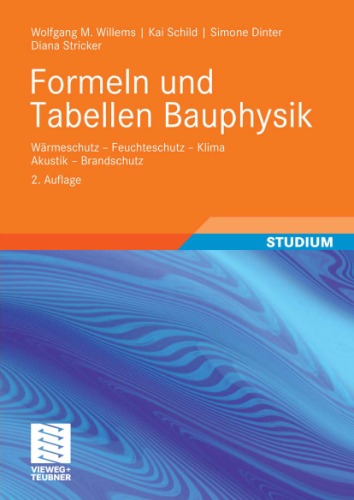 Wolfgang M. Willems | Kai Schild | Simone Dinter
Diana Stricker
Formeln und
Tabellen Bauphysik
Wärmeschutz – Feuchteschutz – Klima
Akustik – Brandschutz
2. Auflage
STUDIUM
VIEWEG+
TEUBNER